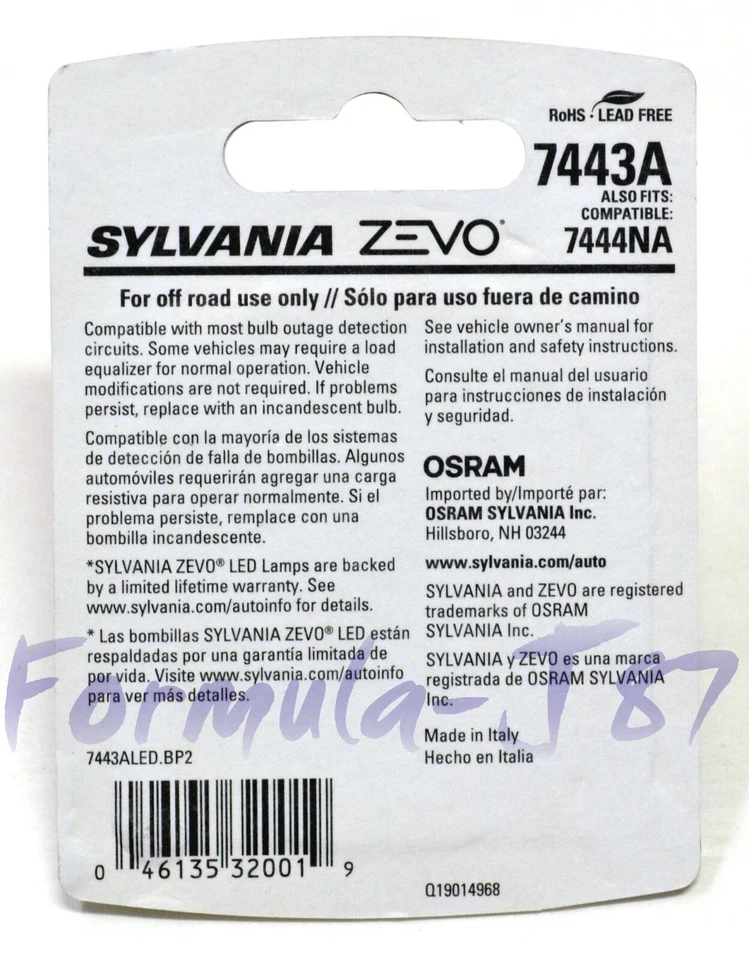 RoHS · LEAD FREE
7443A
ALSO FITS:
COMPATIBLE:
7444NA
SYLVANIA ZEVO®
For off road use only // Sólo para uso fuera de camino
Compatible with most bulb outage detection
circuits. Some vehicles may require a load
equalizer for normal operation. Vehicle
modifications are not required. If problems
persist, replace with an incandescent bulb.
Compatible con la mayoría de los sistemas
de detección de falla de bombillas. Algunos
automóviles requerirán agregar una carga
resistiva para operar normalmente. Si el
problema persiste, remplace con una
bombilla incandescente.
*SYLVANIA ZEVO® LED Lamps are backed
by a limited lifetime warranty. See
www.sylvania.com/autoinfo for details.
* Las bombillas SYLVANIA ZEVO® LED están
respaldadas por una garantía limitada de
por vida. Visite www.sylvania.com/autoinfo
para ver más detalles.
7443ALED.BP2
0 46135 32001 9
See vehicle owner's manual for
installation and safety instructions.
Consulte el manual del usuario
para instrucciones de instalación
y seguridad.
OSRAM
Imported by/Importé par:
OSRAM SYLVANIA Inc.
Hillsboro, NH 03244
www.sylvania.com/auto
SYLVANIA and ZEVO are registered
trademarks of OSRAM
SYLVANIA Inc.
SYLVANIA y ZEVO es una marca
registrada de OSRAM SYLVANIA
Inc.
Made in Italy
Hecho en Italia
Q19014968
Formula-J87